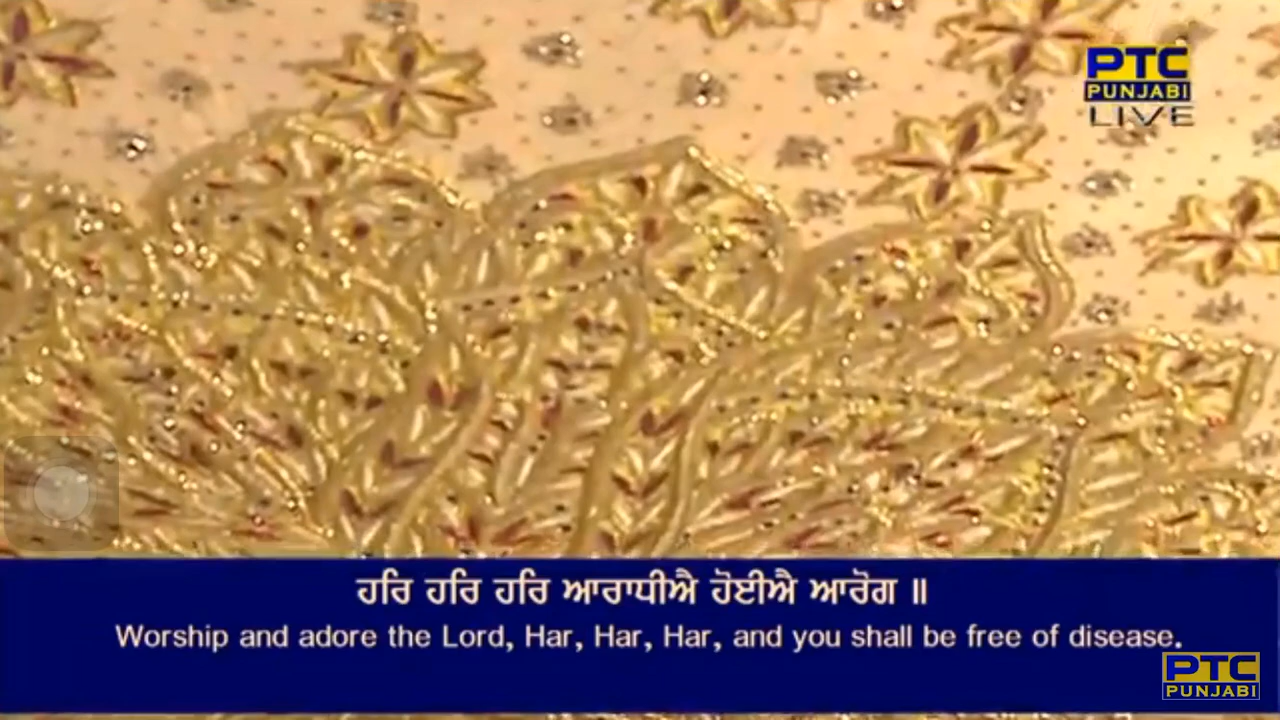 PTC
PUNJABI
LIVE
ਹਰਿ ਹਰਿ ਹਰਿ ਆਰਾਧੀਐ ਹੋਈਐ ਆਰੋਗ ॥
Worship and adore the Lord, Har, Har, Har, and you shall be free of disease.
PTC
PUNJABI